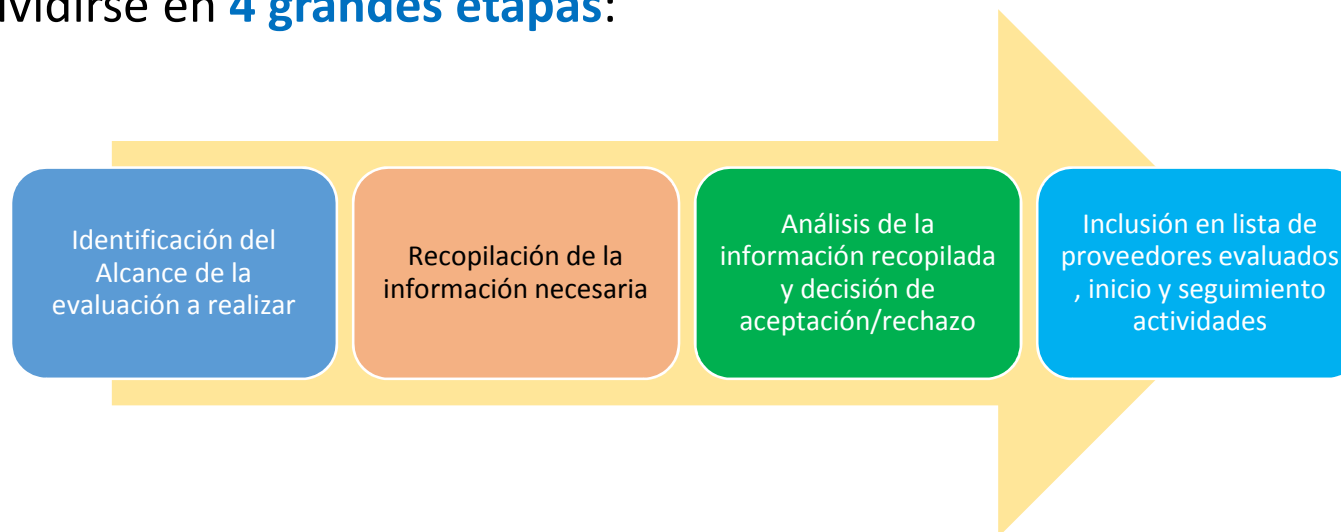 vidirse en 4 grandes etapas:
Identificación del
Alcance de la
evaluación a realizar
Recopilación de la
información necesaria
Análisis de la
información recopilada
y decisión de
aceptación/rechazo
Inclusión en lista de
proveedores evaluados
, inicio y seguimiento
actividades